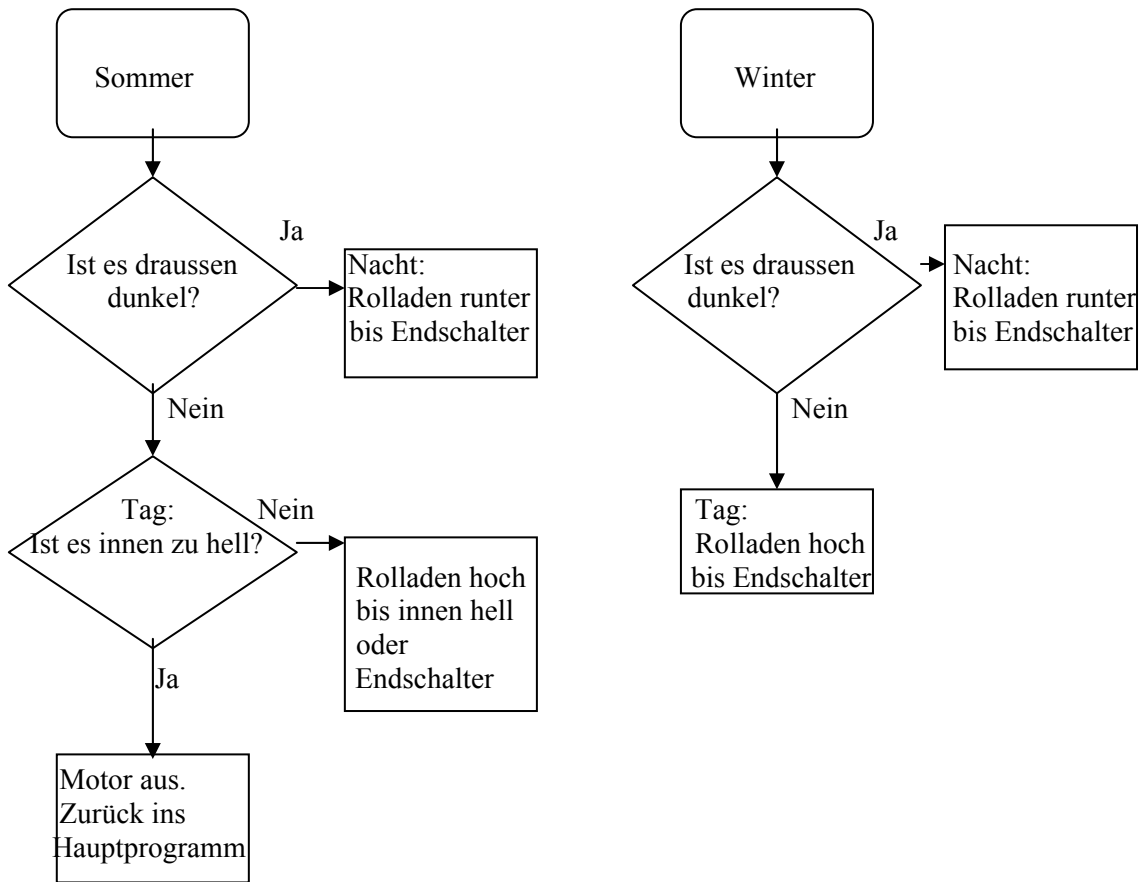 Sommer
Ist es draussen
dunkel?
Ja
Nacht:
Rolladen runter
bis Endschalter
Nein
Tag:
Ist es innen zu hell?
Nein
Rolladen hoch
bis innen hell
oder
Endschalter
Ja
Motor aus.
Zurück ins
Hauptprogramm
Winter
Ist es draussen
dunkel?
Ja
Nacht:
Rolladen runter
bis Endschalter
Nein
Tag:
Rolladen hoch
bis Endschalter